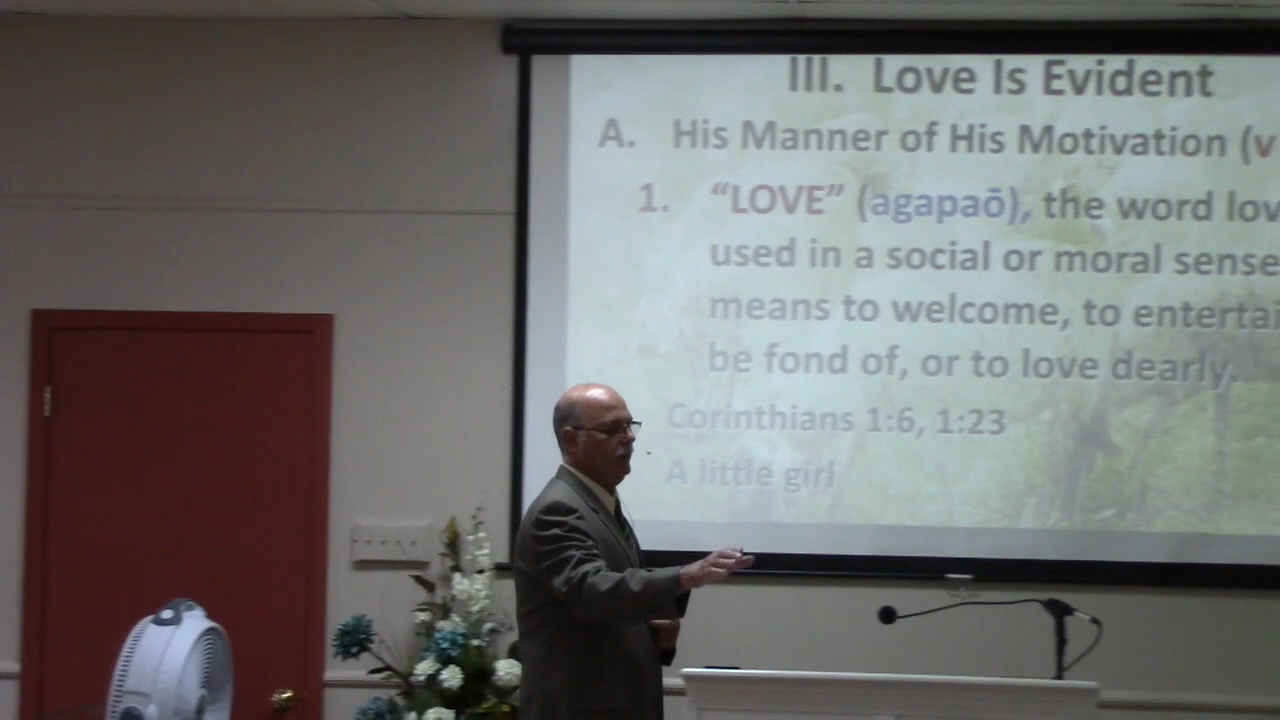 III. Love Is Evident
A. His Manner of His Motivation (v
1. “LOVE” (agapaō), the word lov
used in a social or moral sense
means to welcome, to entertai
be fond of, or to love dearly.
Corinthians 1:6, 1:23
A little girl